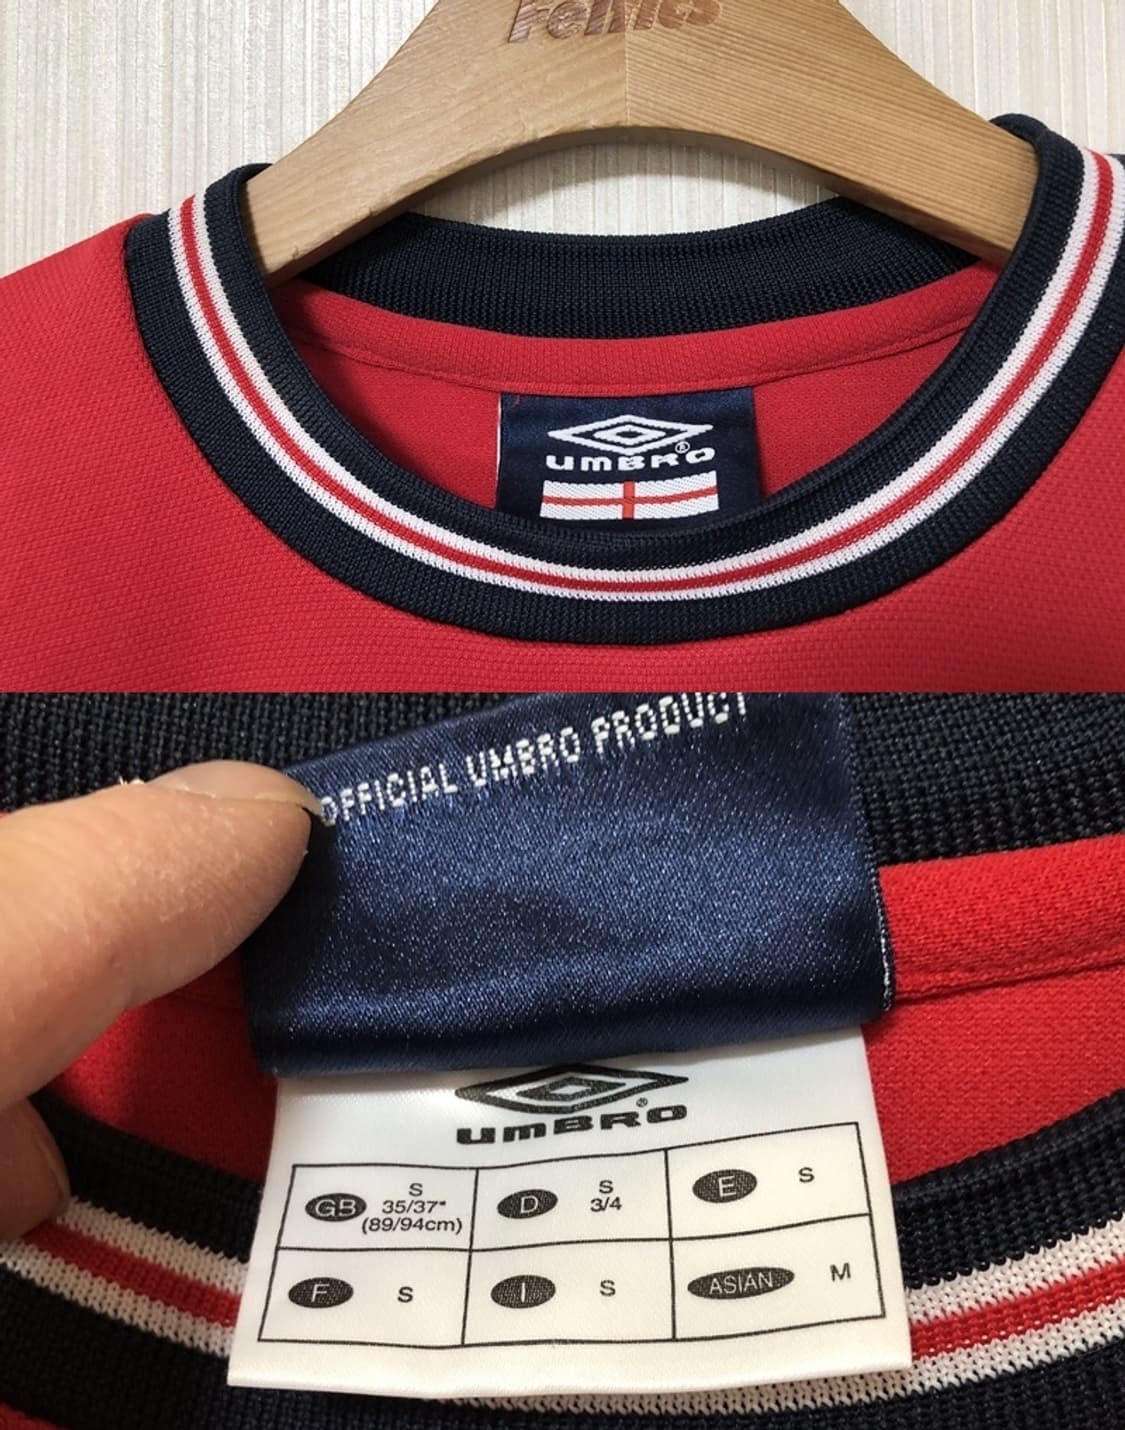 UMBRO®
OFFICIAL UMBRO PRODUCT
UMBRO®
GB S 35/37"
(89/94cm)
D S
3/4
E S
F S
I S
ASIAN M